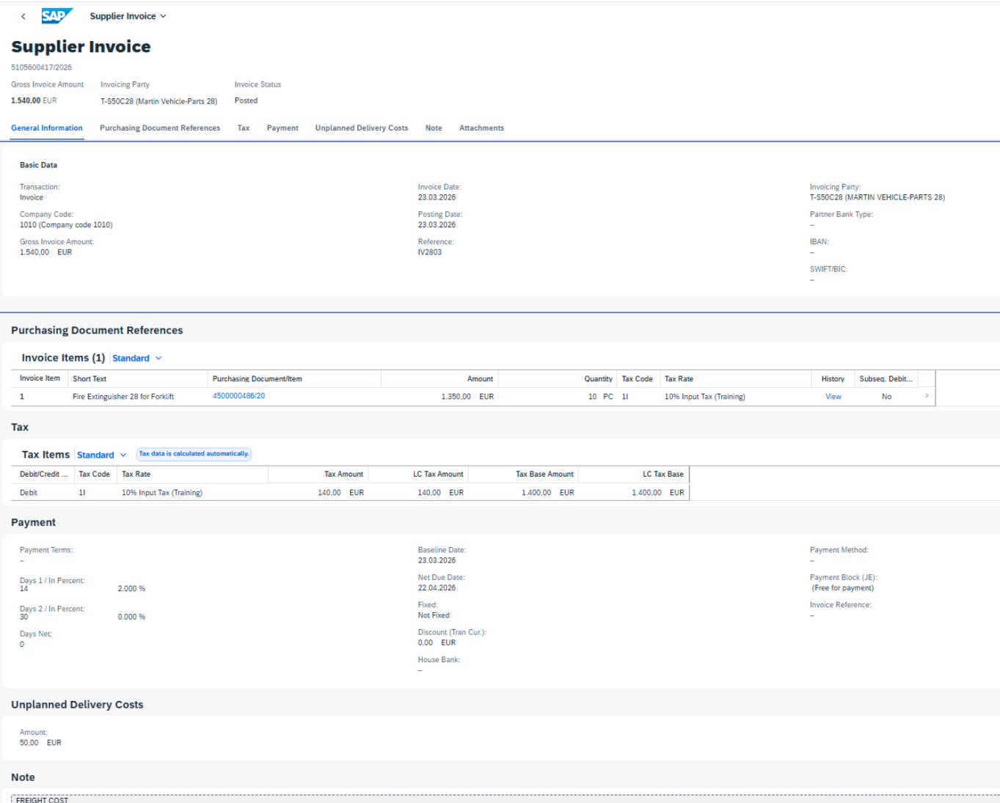 SAP Supplier Invoice
Supplier Invoice
5105600417/2026
Gross Invoice Amount Invoicing Party Invoice Status
1.540,00 EUR T-S50C28 (Martin Vehicle-Parts 28) Posted
General Information Purchasing Document References Tax Payment Unplanned Delivery Costs Note Attachments
Basic Data
Transaction: Invoice Date: Invoicing Party:
Invoice 23.03.2026 T-S50C28 (MARTIN VEHICLE-PARTS 28)
Company Code: Posting Date: Partner Bank Type:
1010 (Company code 1010) 23.03.2026 –
Gross Invoice Amount: Reference: IBAN:
1.540,00 EUR IV2803 –
SWIFT/BIC:
–
Purchasing Document References
Invoice Items (1) Standard
Invoice Item Short Text Purchasing Document/Item Amount Quantity Tax Code Tax Rate History Subseq. Debit...
1 Fire Extinguisher 28 for Forklift 4500000486/20 1.350,00 EUR 10 PC 1I 10% Input Tax (Training) View No
Tax
Tax Items Standard Tax data is calculated automatically.
Debit/Credit ... Tax Code Tax Rate Tax Amount LC Tax Amount Tax Base Amount LC Tax Base
Debit 1I 10% Input Tax (Training) 140,00 EUR 140,00 EUR 1.400,00 EUR 1.400,00 EUR
Payment
Payment Terms: Baseline Date: Payment Method:
– 23.03.2026 –
Days 1 / In Percent: Net Due Date: Payment Block (JE):
14 2.000 % 22.04.2026 (Free for payment)
Days 2 / In Percent: Fixed: Invoice Reference:
30 0.000 % Not Fixed –
Days Net: Discount (Tran Cur.):
0 0,00 EUR
House Bank:
–
Unplanned Delivery Costs
Amount:
50,00 EUR
Note
FREIGHT COST